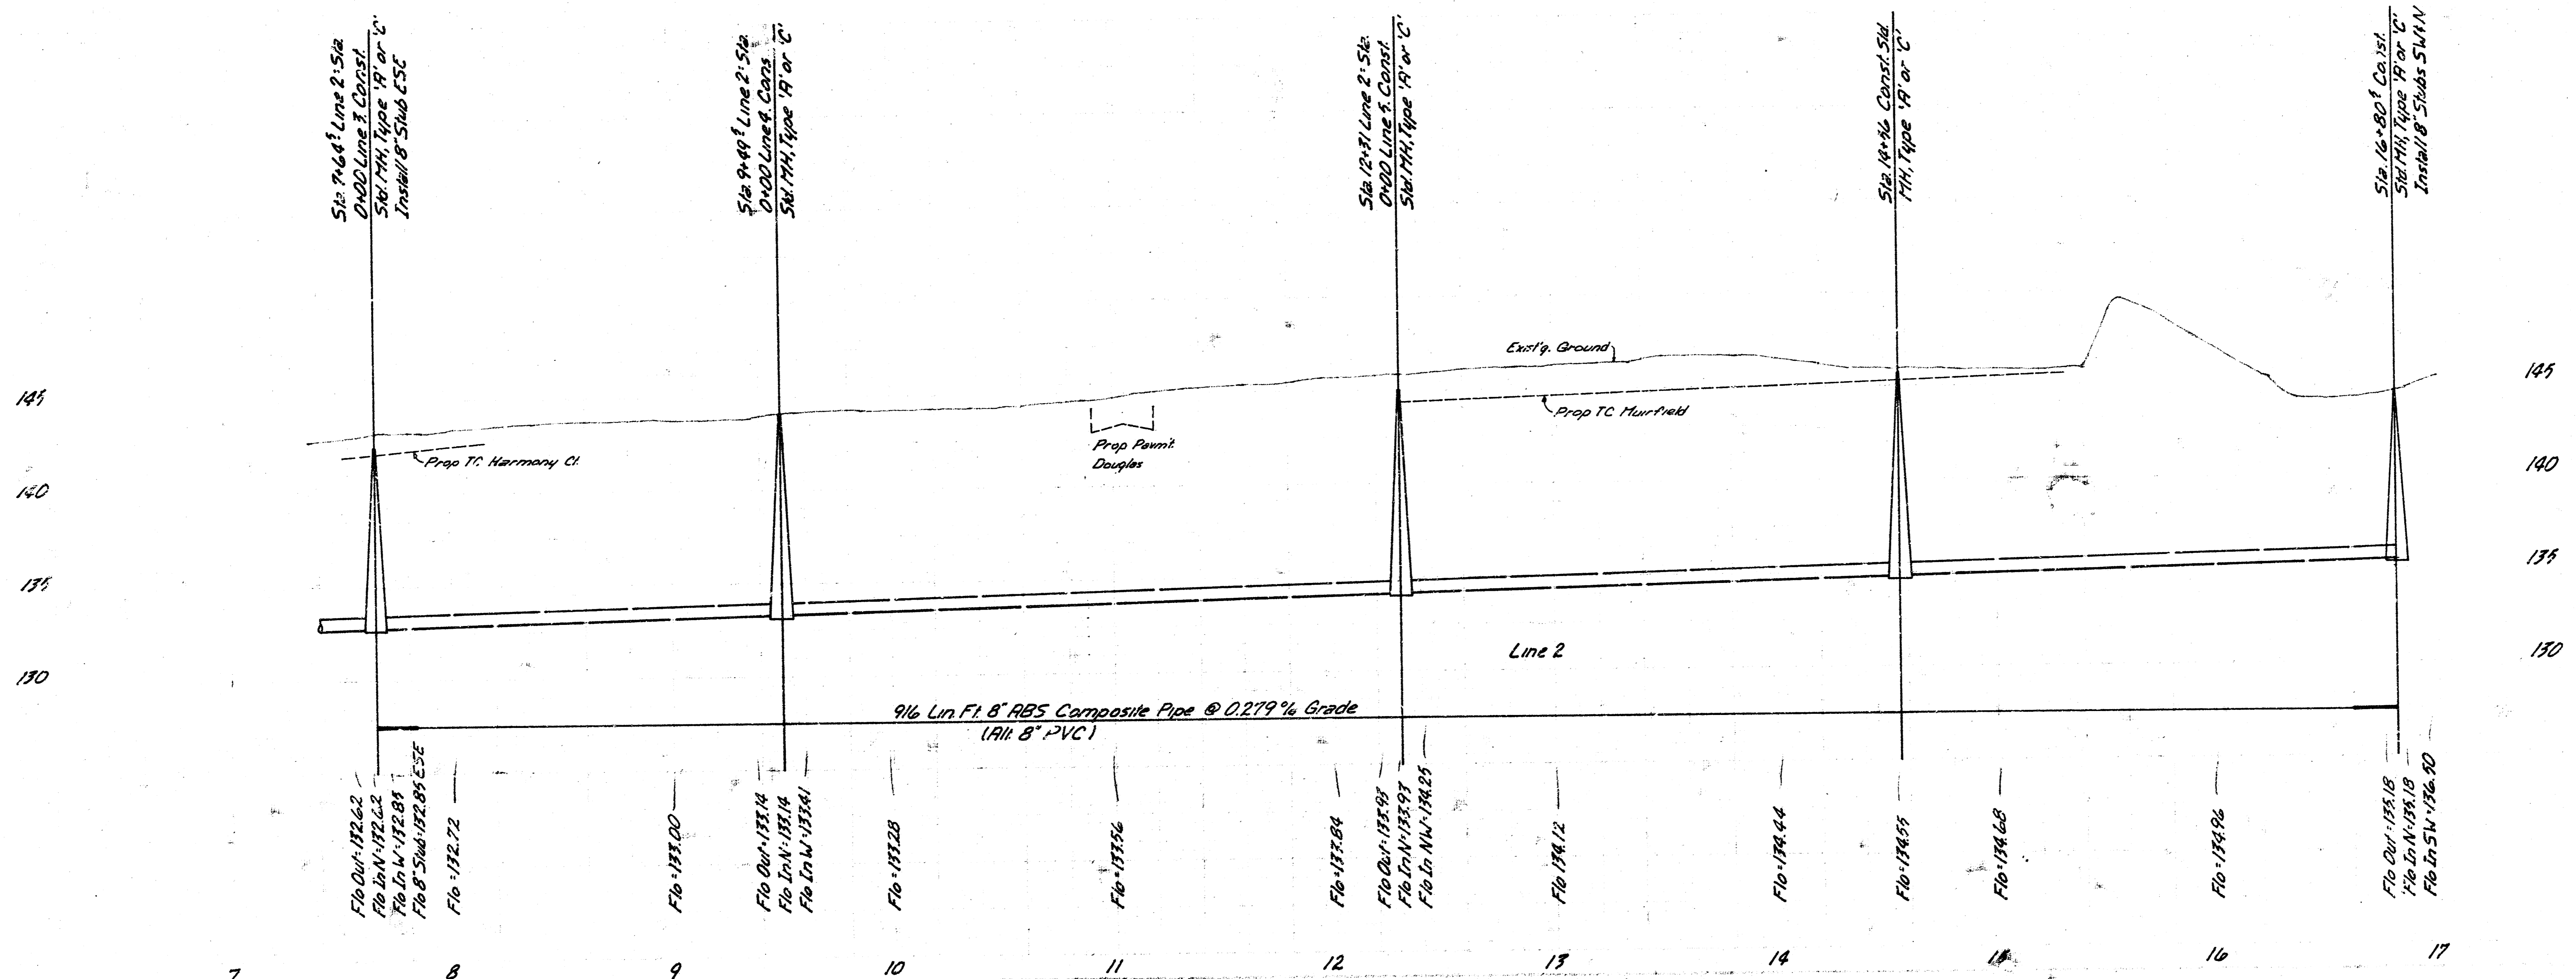 Sta. 7+64⁵ Line 2 = Sta.
0+00 Line 3. Const.
Std. MH, Type 'A' or 'C'
Install 8" Stub ESE
Sta. 9+49⁵ Line 2 = Sta.
0+00 Line 4. Cons
Std. MH, Type 'A' or 'C'
Sta. 12+31 Line 2 = Sta.
0+00 Line 5. Const.
Std. MH, Type 'A' or 'C'
Sta. 14+56 Const. Std.
MH, Type 'A' or 'C'
Sta. 16+80⁵ Const.
Std. MH, Type 'A' or 'C'
Install 8" Stubs SW & N
Exist'g. Ground
145
145
Prop TC Muirfield
Prop Pavmt.
Douglas
Prop TC Harmony Ct.
140
140
135
135
Line 2
130
130
916 Lin. Ft. 8" ABS Composite Pipe @ 0.279% Grade
(Alt. 8" PVC)
Flo Out=132.62
Flo In N=132.62
Flo In W=132.85
Flo 8" Stub=132.85 ESE
Flo=132.72
Flo=133.00
Flo Out=133.14
Flo In N=133.14
Flo In W=133.41
Flo=133.28
Flo=133.56
Flo=133.84
Flo Out=133.93
Flo In N=133.93
Flo In NW=134.25
Flo 134.12
Flo=134.44
Flo=134.55
Flo=134.68
Flo=134.96
Flo Out=135.18
Flo In N=135.18
Flo In SW=136.50
7 8 9 10 11 12 13 14 15 16 17